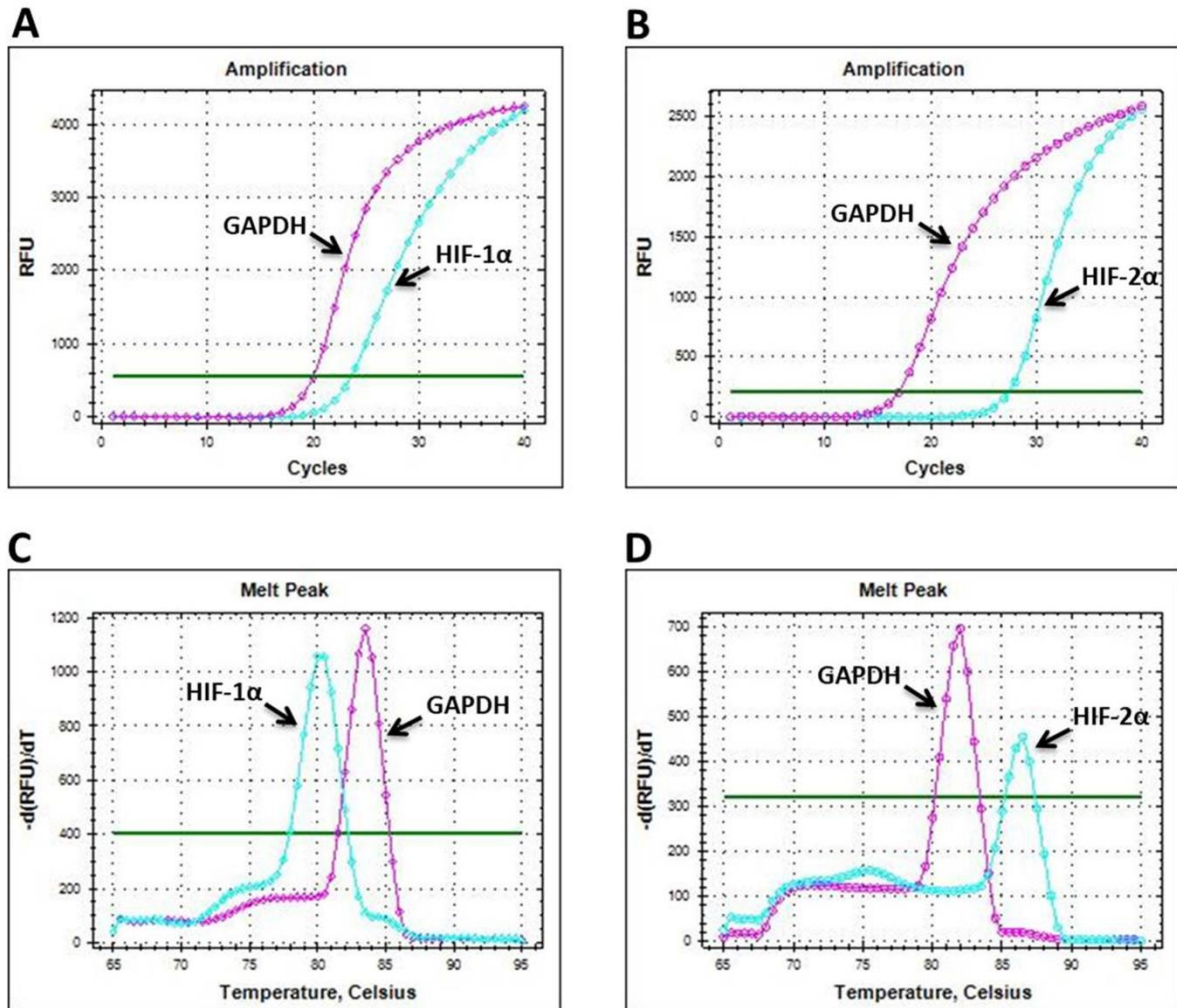 A
Amplification
4000
3000
2000
1000
0
RFU
GAPDH
HIF-1α
0 10 20 30 40
Cycles
B
Amplification
2500
2000
1500
1000
500
0
RFU
GAPDH
HIF-2α
0 10 20 30 40
Cycles
C
Melt Peak
1200
1000
800
600
400
200
0
-d(RFU)/dT
HIF-1α
GAPDH
65 70 75 80 85 90 95
Temperature, Celsius
D
Melt Peak
700
600
500
400
300
200
100
0
-d(RFU)/dT
GAPDH
HIF-2α
65 70 75 80 85 90 95
Temperature, Celsius